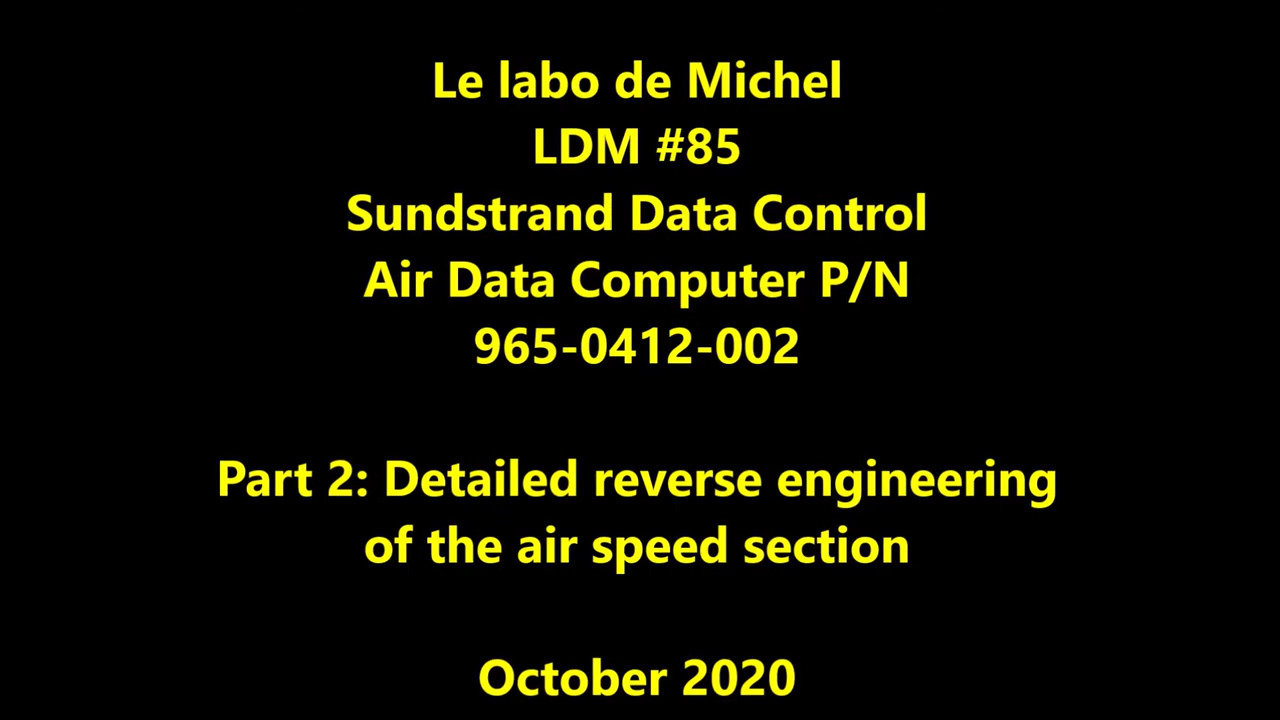 Le labo de Michel
LDM #85
Sundstrand Data Control
Air Data Computer P/N
965-0412-002
Part 2: Detailed reverse engineering
of the air speed section
October 2020